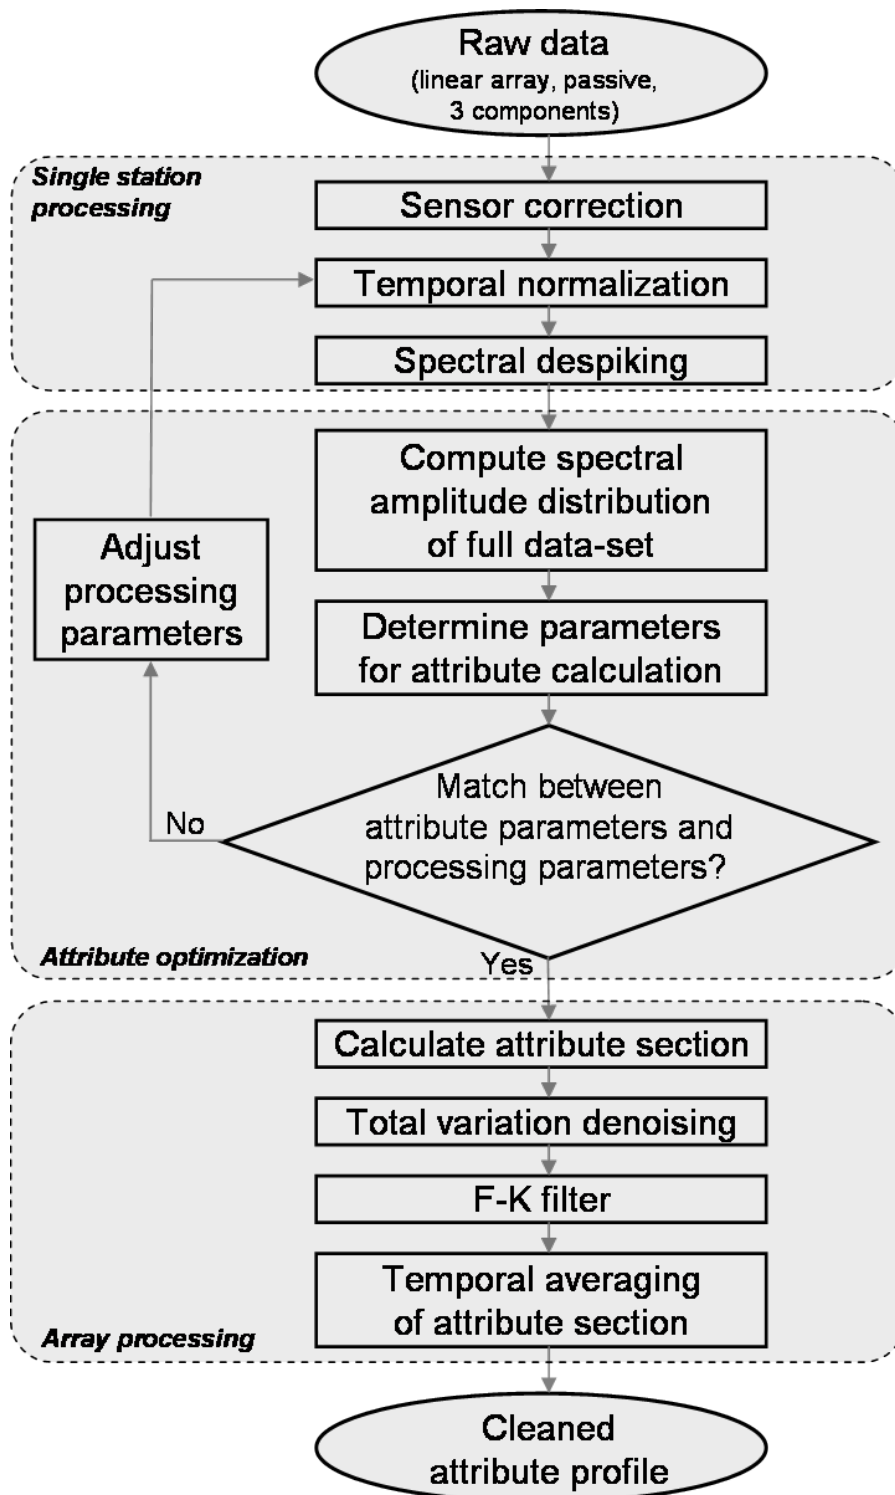 Raw data
(linear array, passive,
3 components)
Single station
processing
Sensor correction
Temporal normalization
Spectral despiking
Compute spectral
amplitude distribution
of full data-set
Adjust
processing
parameters
Determine parameters
for attribute calculation
Match between
attribute parameters and
processing parameters?
No
Attribute optimization
Yes
Calculate attribute section
Total variation denoising
F-K filter
Temporal averaging
of attribute section
Array processing
Cleaned
attribute profile